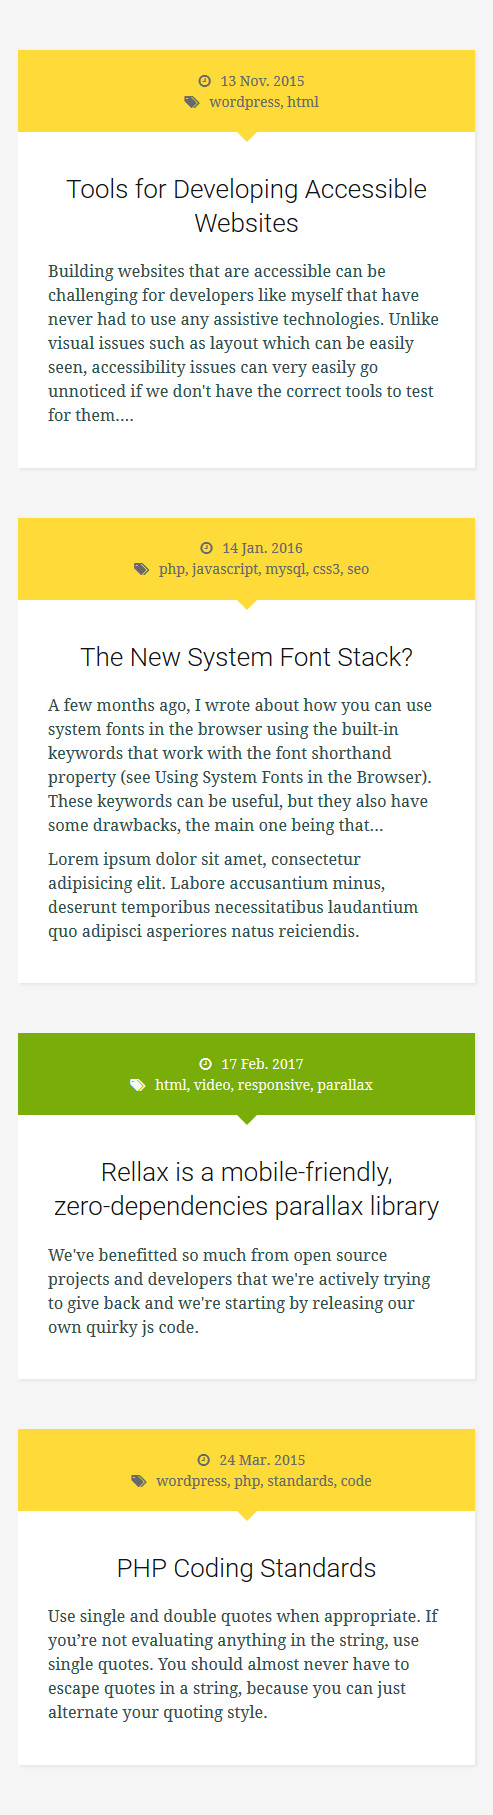 13 Nov. 2015
wordpress, html
Tools for Developing Accessible
Websites
Building websites that are accessible can be
challenging for developers like myself that have
never had to use any assistive technologies. Unlike
visual issues such as layout which can be easily
seen, accessibility issues can very easily go
unnoticed if we don't have the correct tools to test
for them....
14 Jan. 2016
php, javascript, mysql, css3, seo
The New System Font Stack?
A few months ago, I wrote about how you can use
system fonts in the browser using the built-in
keywords that work with the font shorthand
property (see Using System Fonts in the Browser).
These keywords can be useful, but they also have
some drawbacks, the main one being that...
Lorem ipsum dolor sit amet, consectetur
adipisicing elit. Labore accusantium minus,
deserunt temporibus necessitatibus laudantium
quo adipisci asperiores natus reiciendis.
17 Feb. 2017
html, video, responsive, parallax
Rellax is a mobile-friendly,
zero-dependencies parallax library
We've benefitted so much from open source
projects and developers that we're actively trying
to give back and we're starting by releasing our
own quirky js code.
24 Mar. 2015
wordpress, php, standards, code
PHP Coding Standards
Use single and double quotes when appropriate. If
you’re not evaluating anything in the string, use
single quotes. You should almost never have to
escape quotes in a string, because you can just
alternate your quoting style.